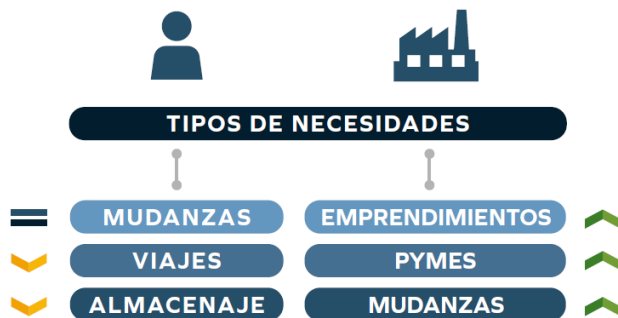 TIPOS DE NECESIDADES
MUDANZAS EMPRENDIMIENTOS
VIAJES PYMES
ALMACENAJE MUDANZAS